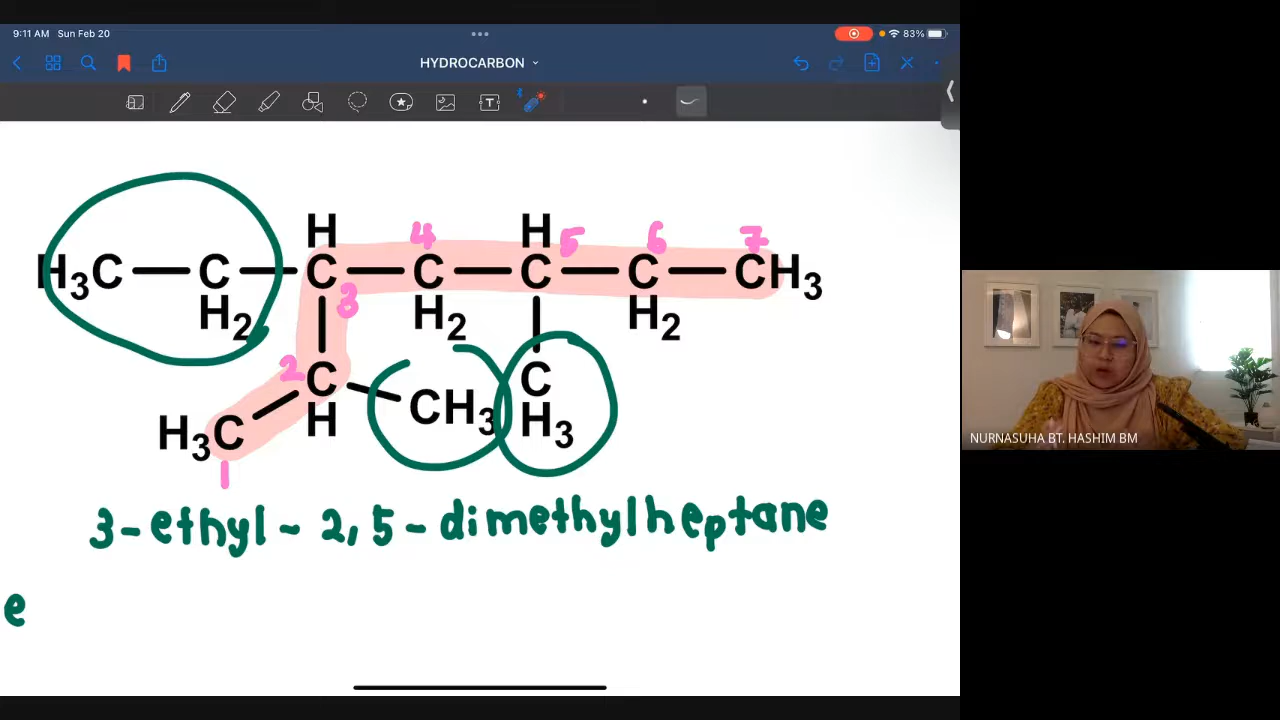 9:11 AM Sun Feb 20
83%
HYDROCARBON
H H
4 5 6 7
H3C C C C C C CH3
H2 3 H2 H2
2 C CH3 C
H3C H H3
1
3-ethyl-2,5-dimethylheptane
e
NURNASUHA BT. HASHIM BM